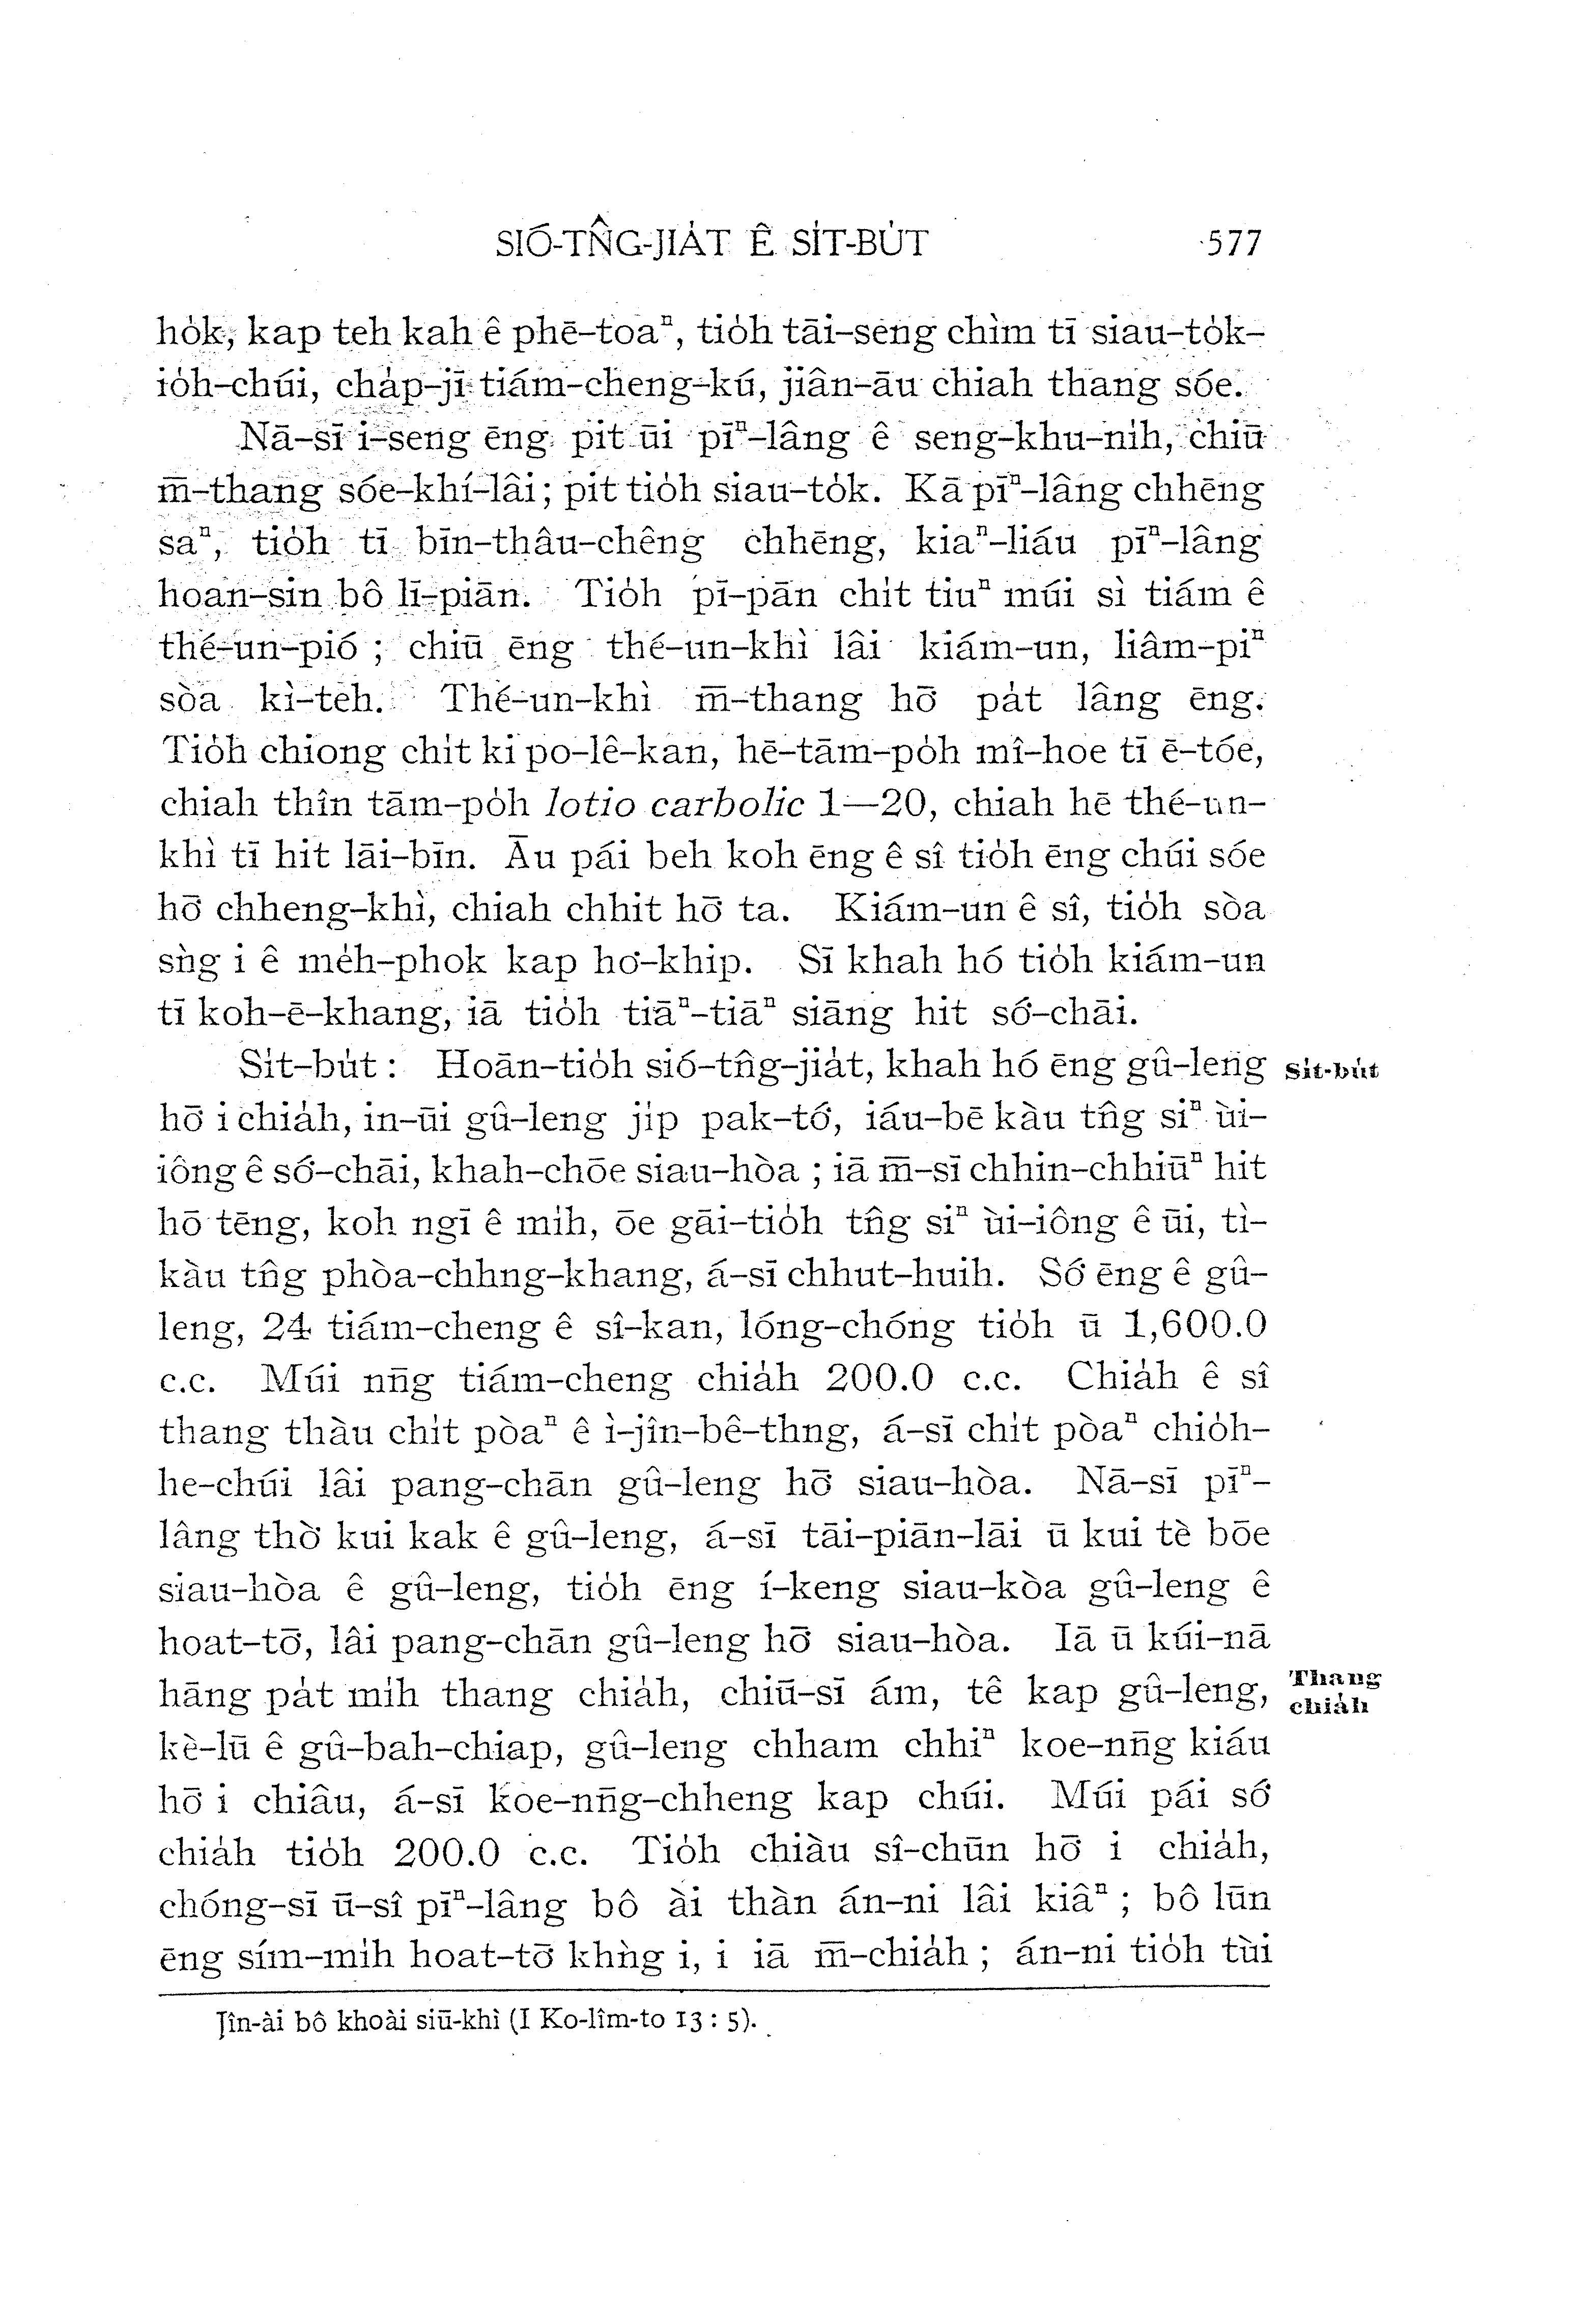 SIÓ-TN̂G-JIA̍T Ê SI̍T-BU̍T 577
ho̍k, kap teh kah ê phē-toaⁿ, tio̍h tāi-seng chìm tī siau-to̍k-
io̍h-chúi, cha̍p-jī tiám-cheng-kú, jiân-āu chiah thang sóe.
Nā-sī i-seng ēng pit ūi pīⁿ-lâng ê seng-khu-nih, chiū
m̄-thang sóe-khí-lâi; pit tio̍h siau-to̍k. Kā pīⁿ-lâng chhēng
saⁿ, tio̍h tī bīn-thâu-chêng chhēng, kiaⁿ-liáu pīⁿ-lâng
hoan-sin bô lī-piān. Tio̍h pī-pān chi̍t tiuⁿ múi sì tiám ê
thé-un-pió; chiū ēng thé-un-khì lâi kiám-un, liâm-piⁿ
sòa kì-teh. Thé-un-khì m̄-thang hō͘ pa̍t lâng ēng.
Tio̍h chiong chi̍t ki po-lê-kan, hē-tām-po̍h mî-hoe tī ē-tóe,
chiah thîn tām-po̍h lotio carbolic 1—20, chiah hē thé-un-
khì tī hit lāi-bīn. Āu pái beh koh ēng ê sî tio̍h ēng chúi sóe
hō͘ chheng-khì, chiah chhit hō͘ ta. Kiám-un ê sî, tio̍h sòa
sǹg i ê me̍h-phok kap ho͘-khip. Sī khah hó tio̍h kiám-un
tī koh-ē-khang, iā tio̍h tiāⁿ-tiāⁿ siāng hit só͘-chāi.
Si̍t-bu̍t: Hoān-tio̍h sió-tn̂g-jia̍t, khah hó ēng gû-leng
Si̍t-bu̍t
hō͘ i chia̍h, in-ūi gû-leng ji̍p pak-tó͘, iáu-bē kàu tn̂g siⁿ ùi-
iông ê só͘-chāi, khah-chōe siau-hòa; iā m̄-sī chhin-chhiūⁿ hit
hō tēng, koh ngī ê mi̍h, ōe gāi-tio̍h tn̂g siⁿ ùi-iông ê ūi, tì-
kàu tn̂g phòa-chhng-khang, á-sī chhut-huih. Só͘ ēng ê gû-
leng, 24 tiám-cheng ê sî-kan, lóng-chóng tio̍h ū 1,600.0
c.c. Múi nn̄g tiám-cheng chia̍h 200.0 c.c. Chia̍h ê sî
thang thàu chi̍t pòaⁿ ê ì-jîn-bê-thng, á-sī chi̍t pòaⁿ chio̍h-
he-chúi lâi pang-chān gû-leng hō͘ siau-hòa. Nā-sī pīⁿ-
lâng thò͘ kui kak ê gû-leng, á-sī tāi-piān-lāi ū kui tè bōe
siau-hòa ê gû-leng, tio̍h ēng í-keng siau-kòa gû-leng ê
hoat-tō͘, lâi pang-chān gû-leng hō͘ siau-hòa. Iā ū kúi-nā
hāng pa̍t mi̍h thang chia̍h, chiū-sī ám, tê kap gû-leng,
Thang
chia̍h
kè-lū ê gû-bah-chiap, gû-leng chham chhiⁿ koe-nn̄g kiáu
hō͘ i chiâu, á-sī koe-nn̄g-chheng kap chúi. Múi pái só͘
chia̍h tio̍h 200.0 c.c. Tio̍h chiàu sî-chūn hō͘ i chia̍h,
chóng-sī ū-sî pīⁿ-lâng bô ài thàn án-ni lâi kiâⁿ; bô lūn
ēng sím-mi̍h hoat-tō͘ khǹg i, i iā m̄-chia̍h; án-ni tio̍h tùi
Jîn-ài bô khoài siū-khì (I Ko-lîm-to 13 : 5).